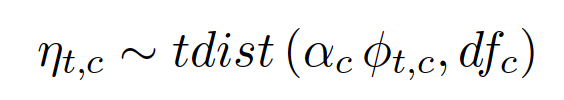 η_{t,c} ∼ tdist (α_c ϕ_{t,c}, df_c)